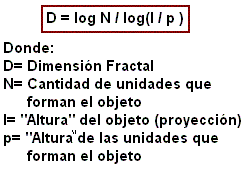 D = log N / log(l / p )
Donde:
D= Dimensión Fractal
N= Cantidad de unidades que
forman el objeto
l= "Altura" del objeto (proyección)
p= "Altura" de las unidades que
forman el objeto